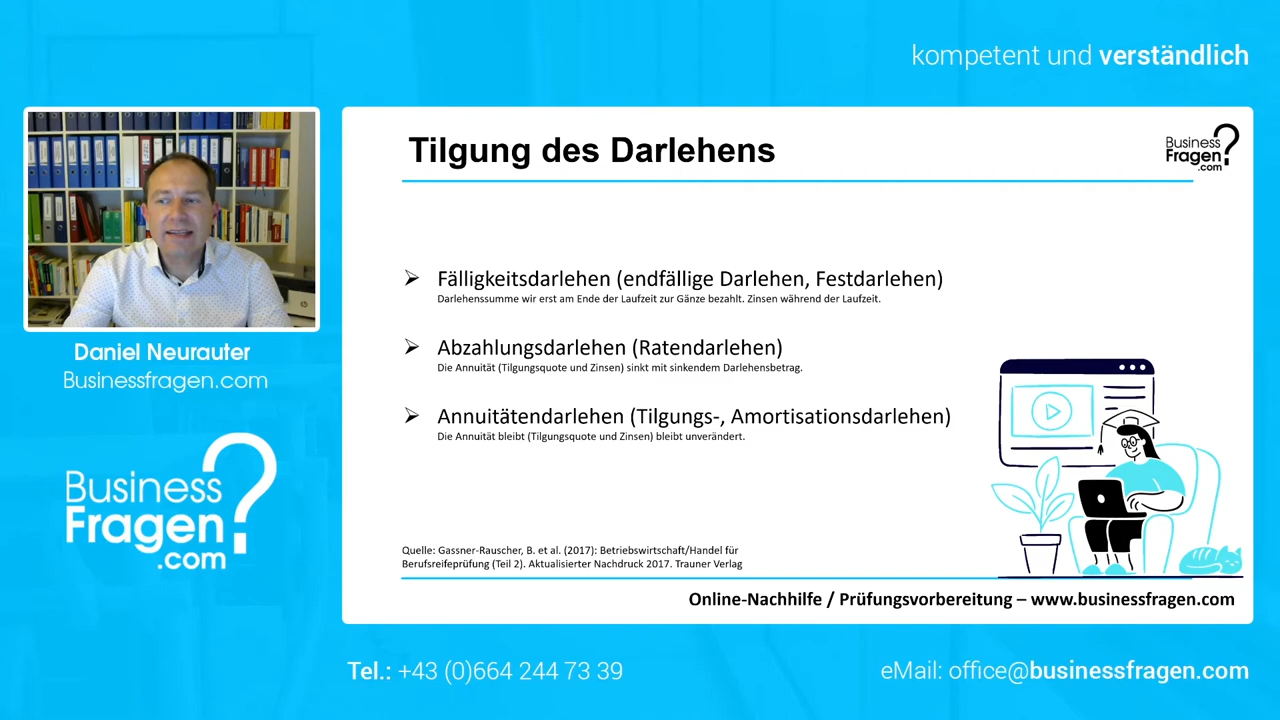 kompetent und verständlich
Tilgung des Darlehens
Business
Fragen
.com
?
Fälligkeitsdarlehen (endfällige Darlehen, Festdarlehen)
Darlehenssumme wir erst am Ende der Laufzeit zur Gänze bezahlt. Zinsen während der Laufzeit.
Abzahlungsdarlehen (Ratendarlehen)
Die Annuität (Tilgungsquote und Zinsen) sinkt mit sinkendem Darlehensbetrag.
Annuitätendarlehen (Tilgungs-, Amortisationsdarlehen)
Die Annuität bleibt (Tilgungsquote und Zinsen) bleibt unverändert.
Quelle: Gassner-Rauscher, B. et al. (2017): Betriebswirtschaft/Handel für
Berufsreifeprüfung (Teil 2). Aktualisierter Nachdruck 2017. Trauner Verlag
Online-Nachhilfe / Prüfungsvorbereitung – www.businessfragen.com
Daniel Neurauter
Businessfragen.com
Business
Fragen
.com
?
Tel.: +43 (0)664 244 73 39
eMail: office@businessfragen.com